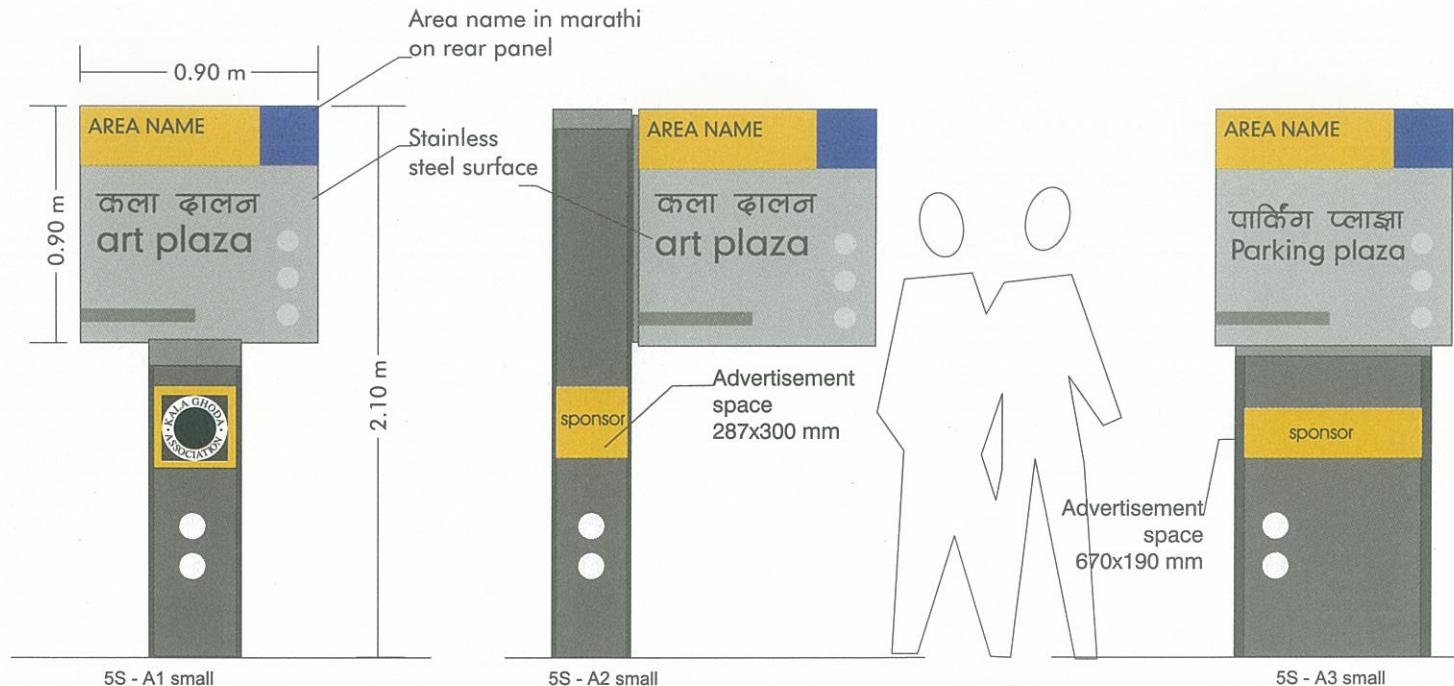 Area name in marathi
on rear panel
0.90 m
AREA NAME
Stainless
steel surface
कला दालन
art plaza
0.90 m
2.10 m
KALA GHODA
ASSOCIATION
5S - A1 small
AREA NAME
कला दालन
art plaza
Advertisement
space
287x300 mm
sponsor
5S - A2 small
AREA NAME
पार्किंग प्लाझा
Parking plaza
sponsor
Advertisement
space
670x190 mm
5S - A3 small